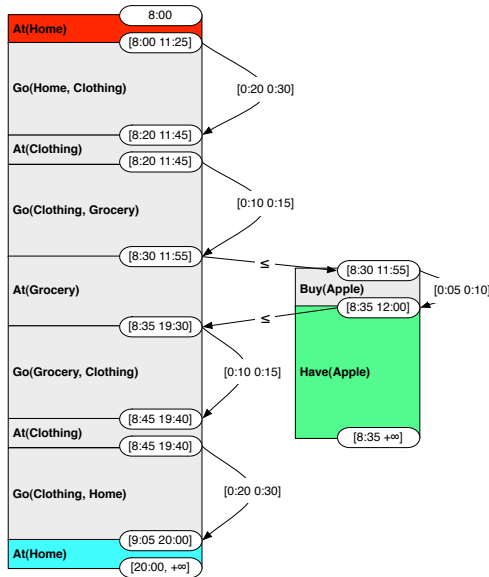 8:00
At(Home)
[8:00 11:25]
Go(Home, Clothing)
[0:20 0:30]
[8:20 11:45]
At(Clothing)
[8:20 11:45]
Go(Clothing, Grocery)
[0:10 0:15]
[8:30 11:55]
≤
[8:30 11:55]
At(Grocery)
Buy(Apple)
[0:05 0:10]
[8:35 12:00]
≤
[8:35 19:30]
Go(Grocery, Clothing)
[0:10 0:15]
Have(Apple)
[8:45 19:40]
At(Clothing)
[8:45 19:40]
[8:35 +∞]
Go(Clothing, Home)
[0:20 0:30]
[9:05 20:00]
At(Home)
[20:00, +∞]